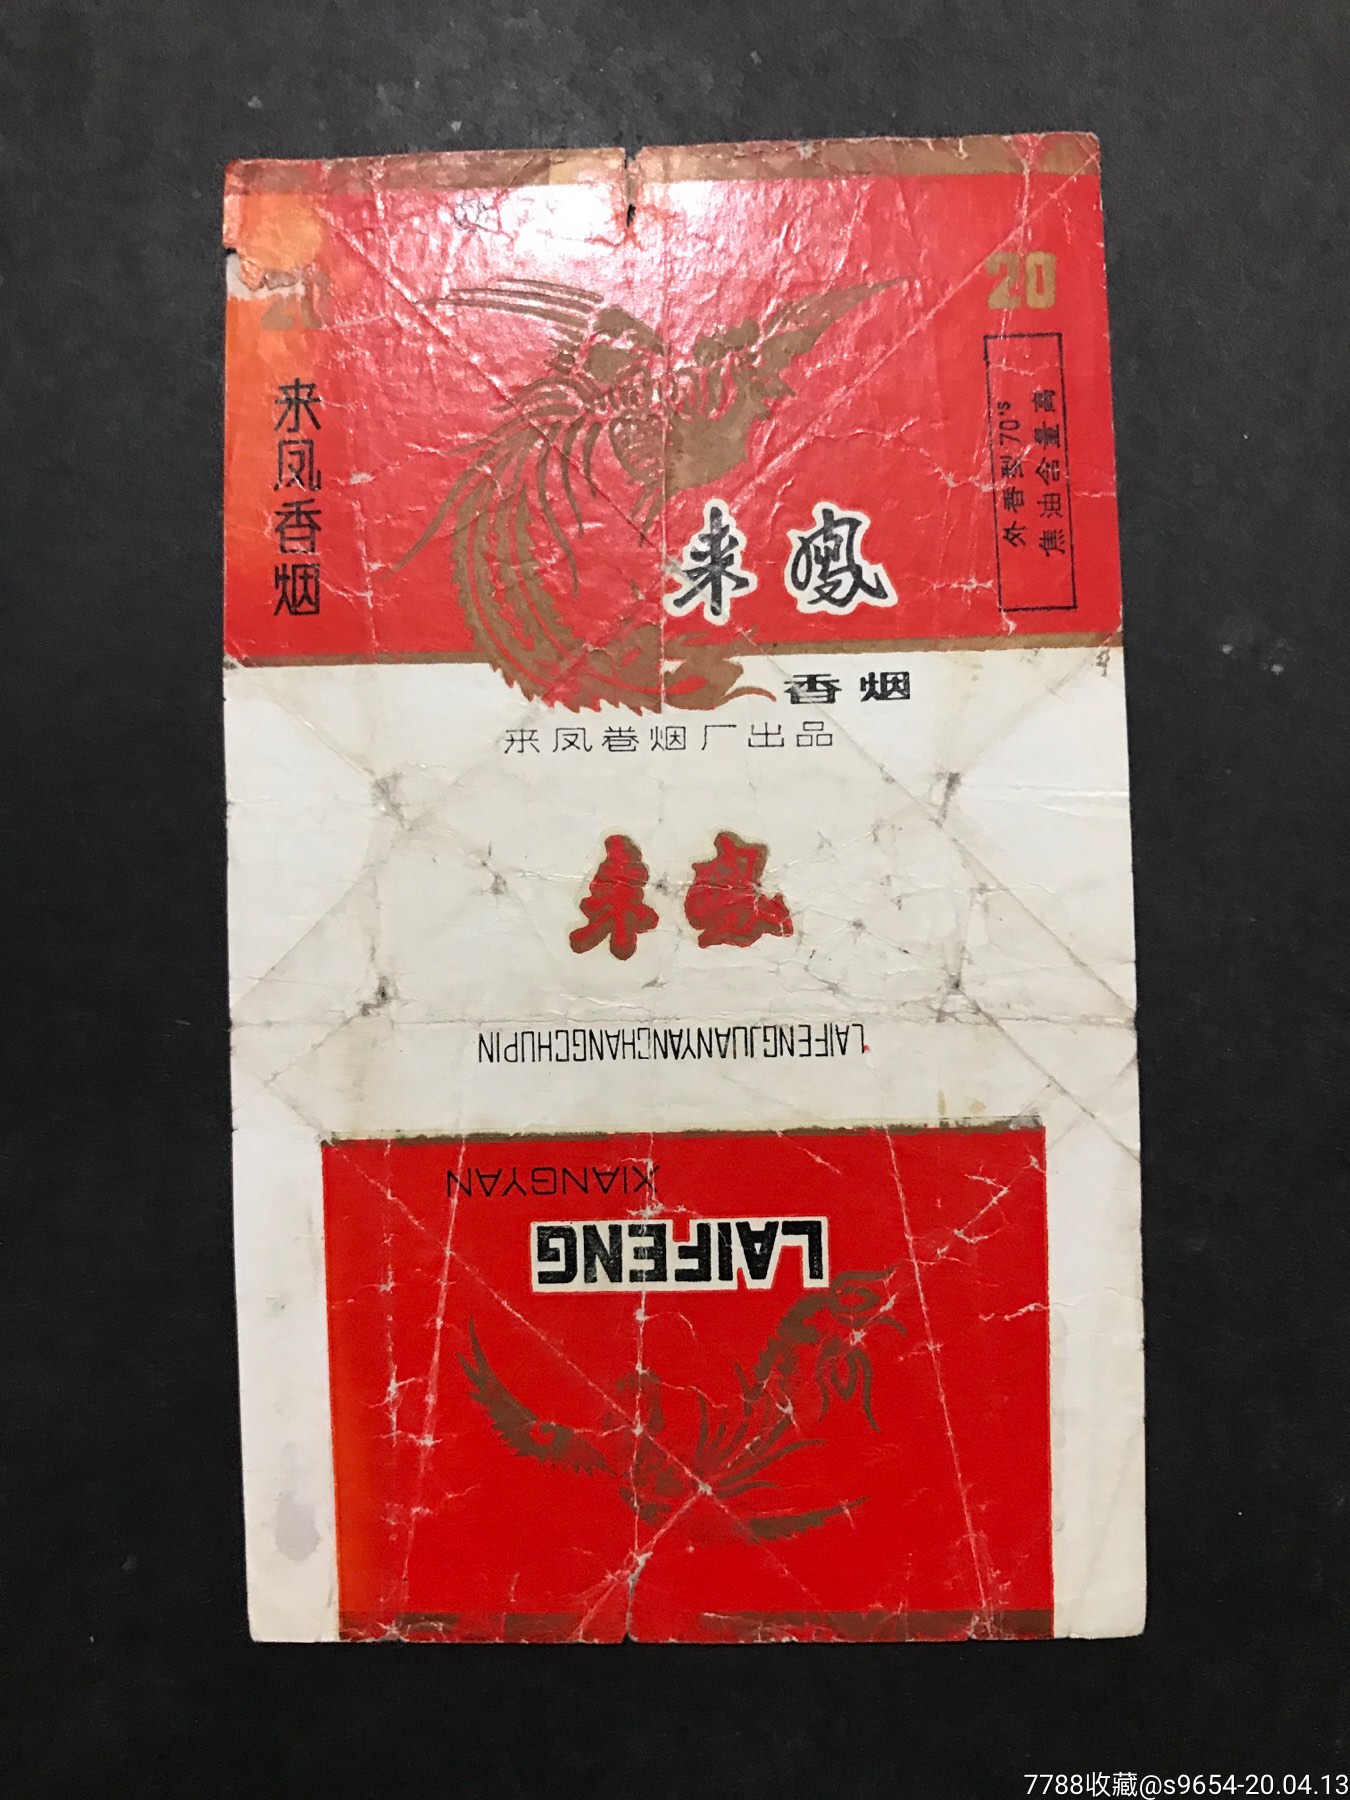 20
20
来凤香烟
外香型70's
焦油含量高
来鳳
香烟
来凤卷烟厂出品
来鳳
LAIFENGJUANYANCHANGCHUPIN
XIANGYAN
LAIFENG
7788收藏@s9654-20.04.13